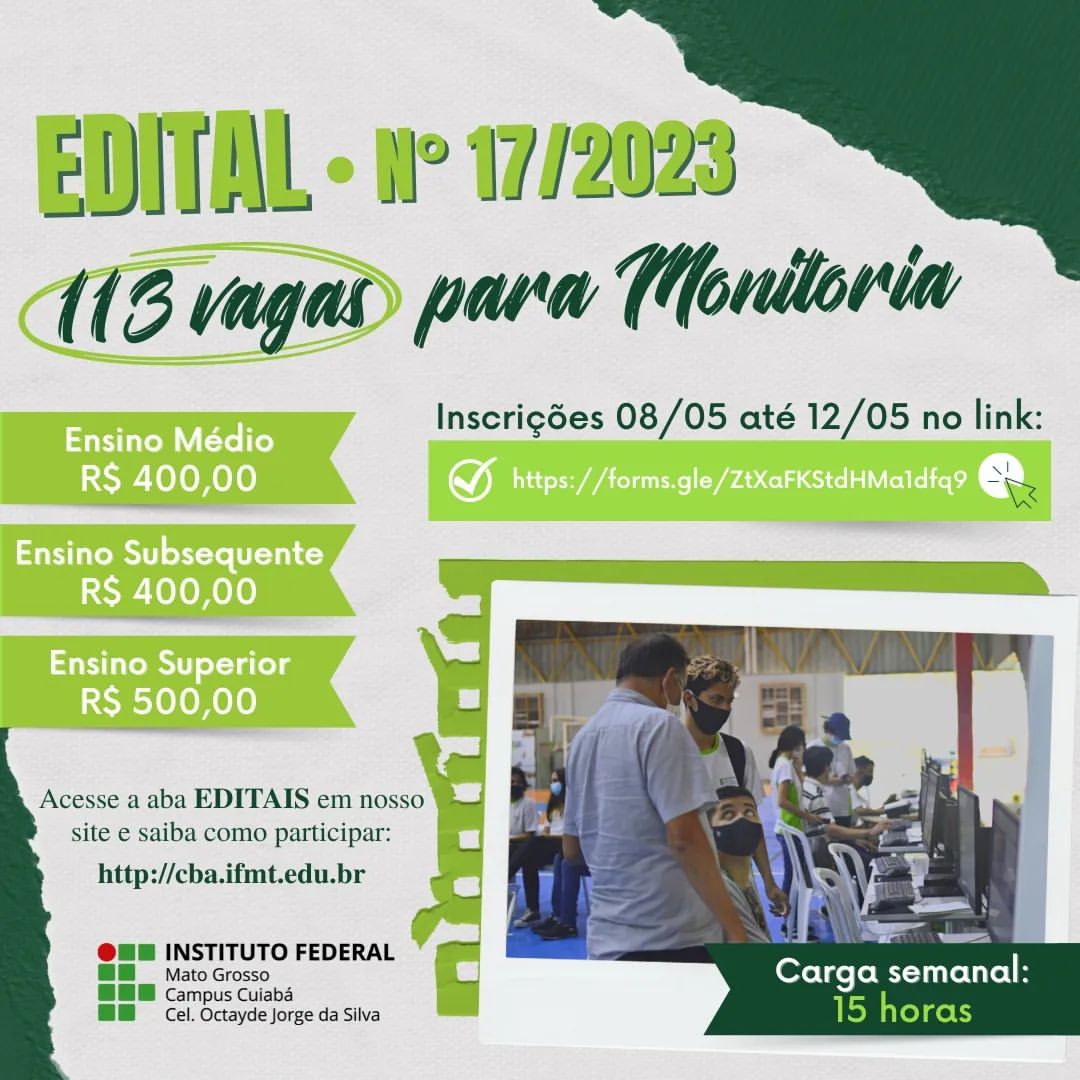 EDITAL • Nº 17/2023
113 vagas para Monitoria
Ensino Médio
R$ 400,00
Ensino Subsequente
R$ 400,00
Ensino Superior
R$ 500,00
Inscrições 08/05 até 12/05 no link:
https://forms.gle/ZtXaFKStdHMa1dfq9
Acesse a aba EDITAIS em nosso
site e saiba como participar:
http://cba.ifmt.edu.br
INSTITUTO FEDERAL
Mato Grosso
Campus Cuiabá
Cel. Octayde Jorge da Silva
Carga semanal:
15 horas